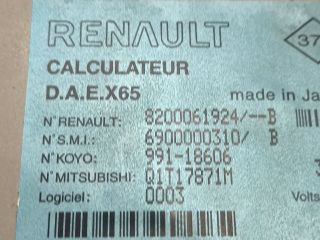 RENAULT
37
CALCULATEUR
D.A.E.X65 made in Ja
N°RENAULT: 8200061924/--B
N°S.M.I.: 6900000310/ B
N°KOYO: 991-18606
N°MITSUBISHI: Q1T17871M
Logiciel: 0003 Volts